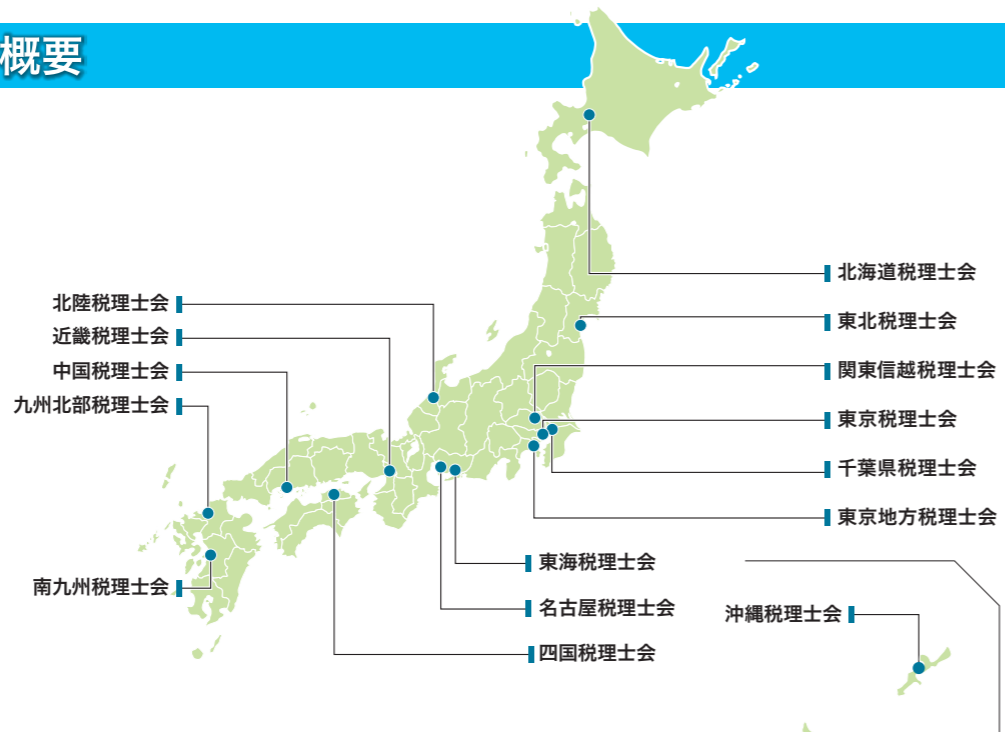 概要
北海道税理士会
東北税理士会
関東信越税理士会
東京税理士会
千葉県税理士会
東京地方税理士会
北陸税理士会
近畿税理士会
中国税理士会
九州北部税理士会
南九州税理士会
東海税理士会
名古屋税理士会
四国税理士会
沖縄税理士会